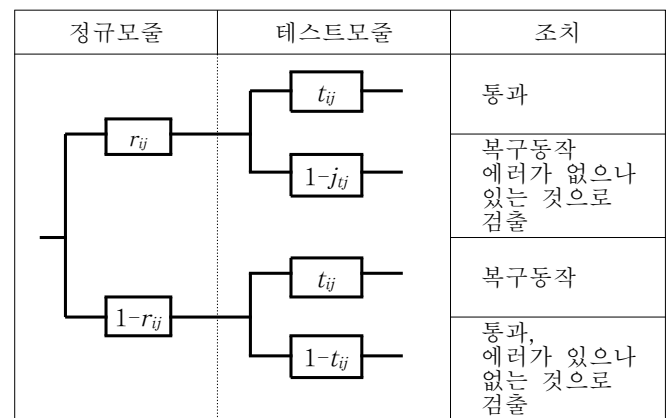 정규모줄 테스트모줄 조치
t_ij
통과
r_ij
1-j_tj
복구동작
에러가 없으나
있는 것으로
검출
t_ij
복구동작
1-r_ij
1-t_ij
통과,
에러가 있으나
없는 것으로
검출